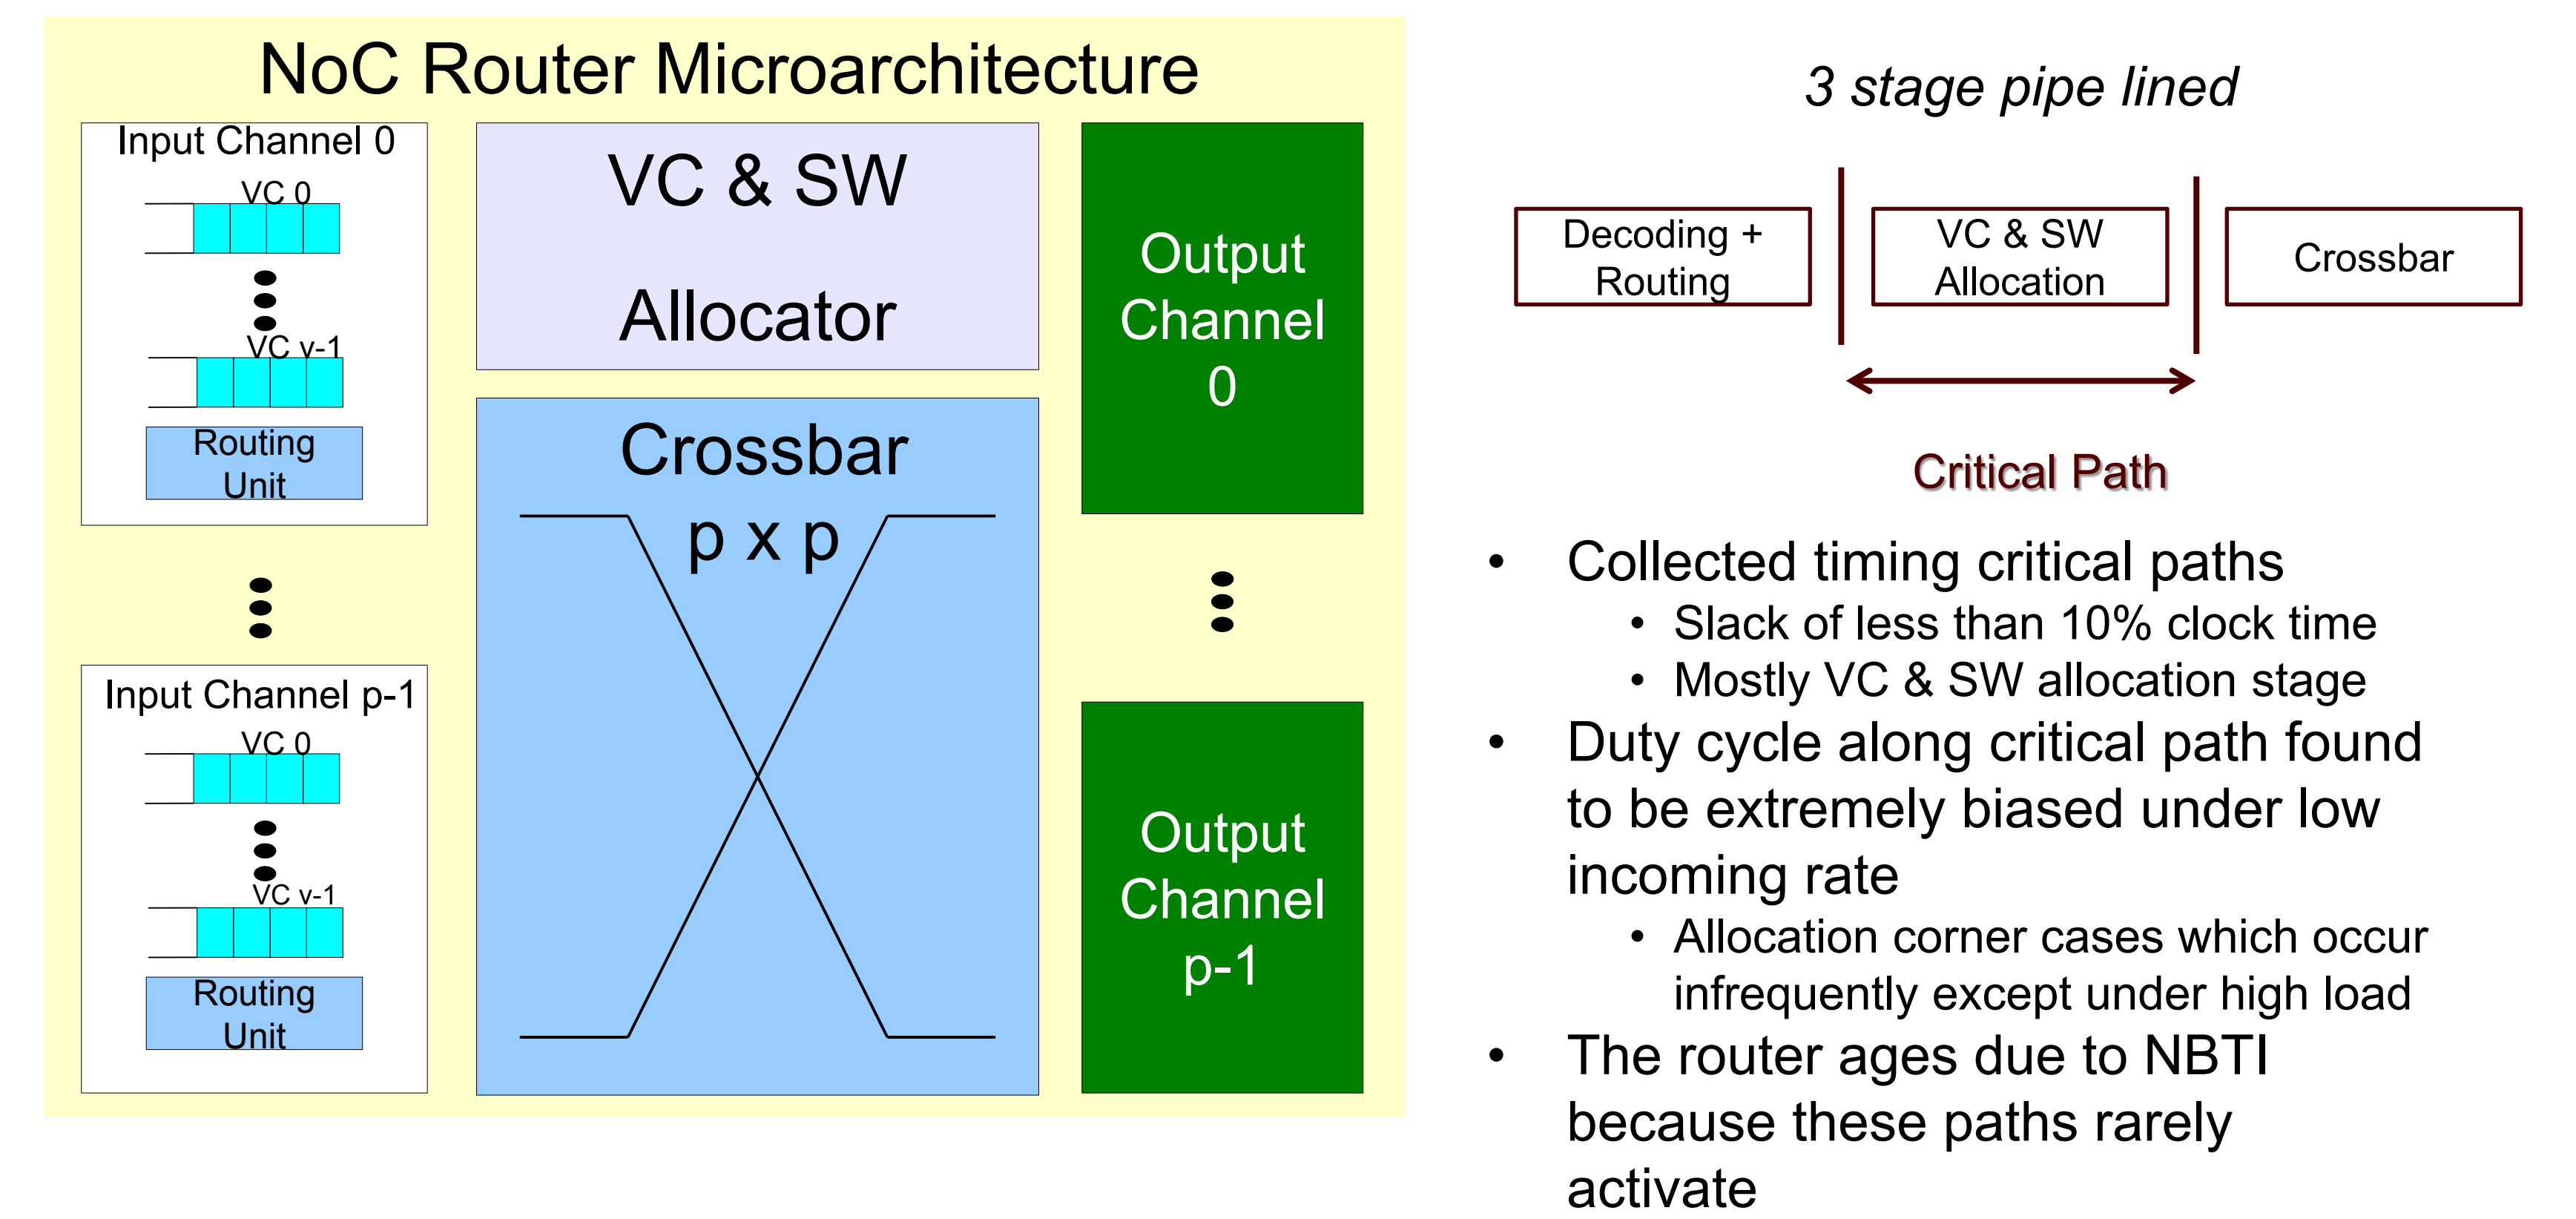 NoC Router Microarchitecture
Input Channel 0
VC 0
VC v-1
Routing
Unit
Input Channel p-1
VC 0
VC v-1
Routing
Unit
VC & SW
Allocator
Crossbar
p x p
Output
Channel
0
Output
Channel
p-1
3 stage pipe lined
Decoding +
Routing
VC & SW
Allocation
Crossbar
Critical Path
• Collected timing critical paths
• Slack of less than 10% clock time
• Mostly VC & SW allocation stage
• Duty cycle along critical path found
to be extremely biased under low
incoming rate
• Allocation corner cases which occur
infrequently except under high load
• The router ages due to NBTI
because these paths rarely
activate